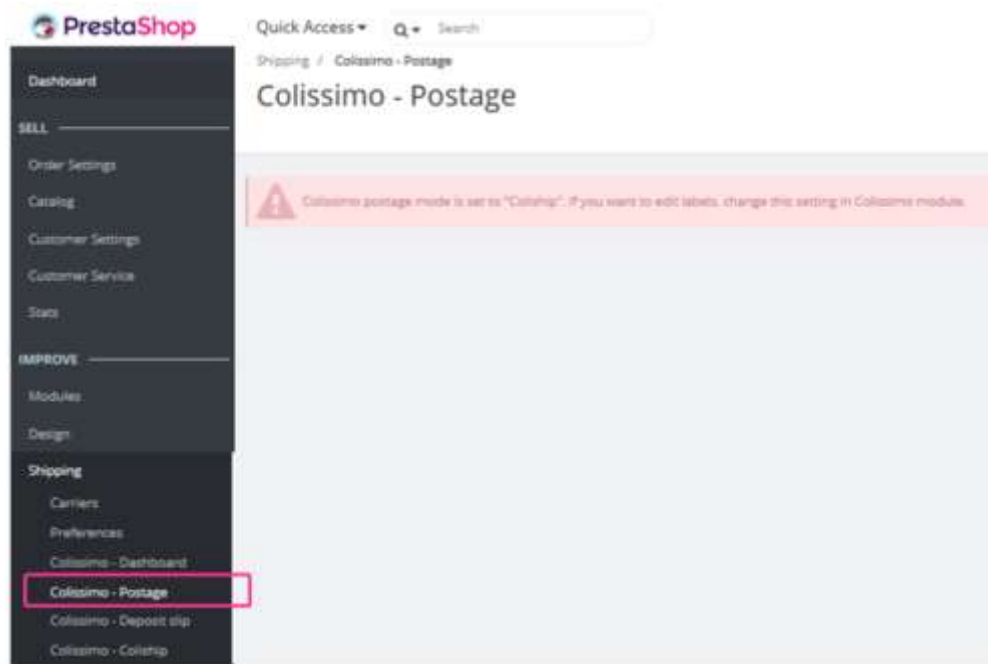 PrestaShop
Quick Access
Search
Shipping / Colissimo - Postage
Colissimo - Postage
Dashboard
SELL
Order Settings
Catalog
Customer Settings
Customer Service
Stats
Colissimo postage mode is set to "Coliship". If you want to edit labels, change this setting in Colissimo module.
IMPROVE
Modules
Design
Shipping
Carriers
Preferences
Colissimo - Dashboard
Colissimo - Postage
Colissimo - Deposit slip
Colissimo - Coliship